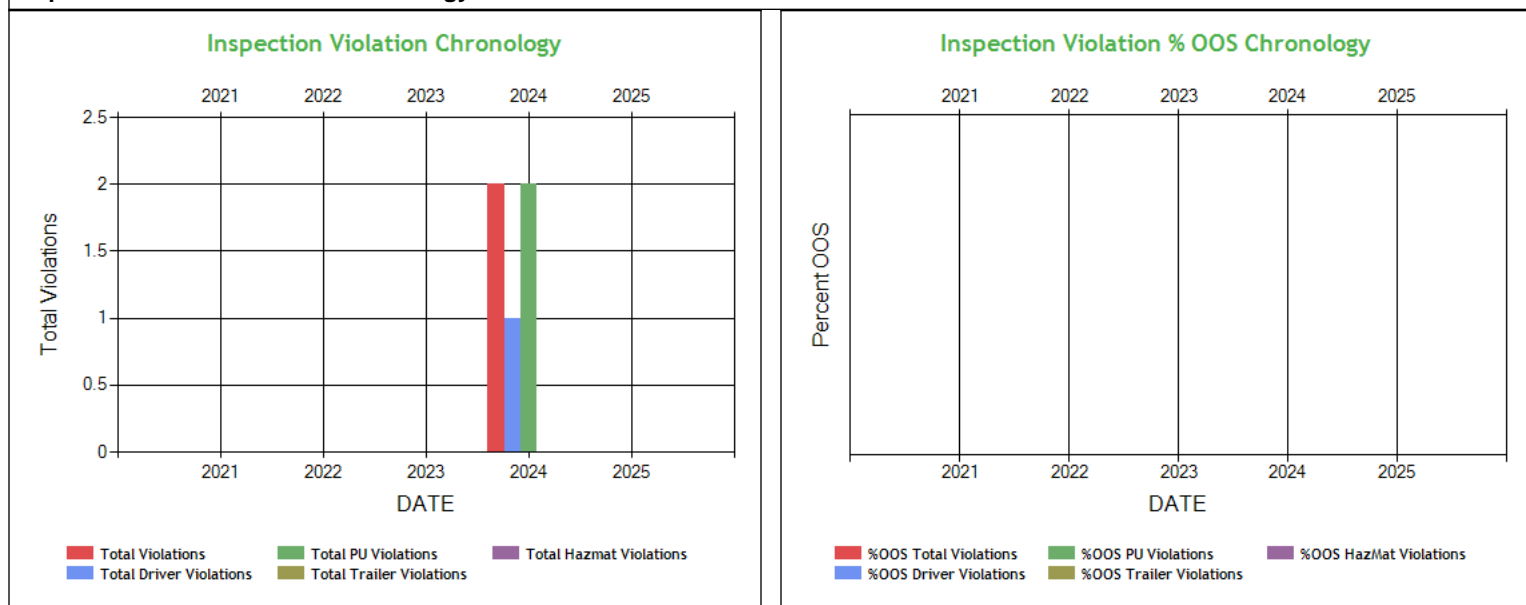 Inspection Violation Chronology
2021 2022 2023 2024 2025
2.5
2
1.5
1
0.5
0
Total Violations
2021 2022 2023 2024 2025
DATE
Total Violations Total PU Violations Total Hazmat Violations
Total Driver Violations Total Trailer Violations
Inspection Violation % OOS Chronology
2021 2022 2023 2024 2025
Percent OOS
2021 2022 2023 2024 2025
DATE
%OOS Total Violations %OOS PU Violations %OOS HazMat Violations
%OOS Driver Violations %OOS Trailer Violations